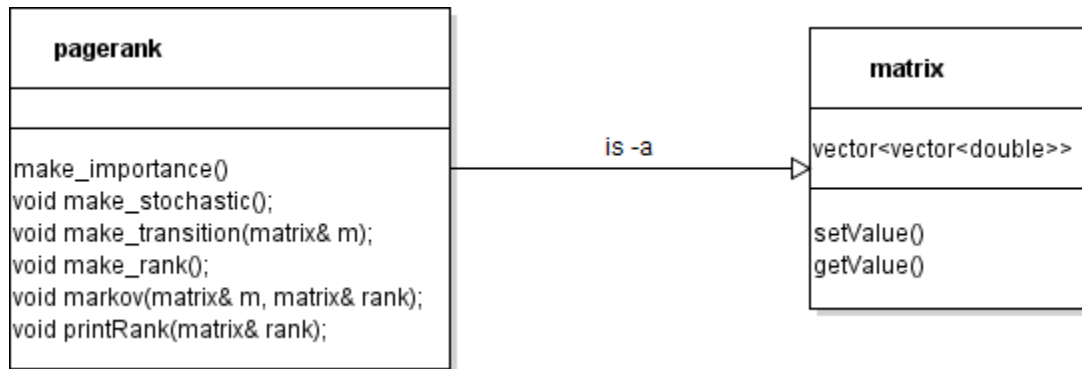 pagerank
make_importance()
void make_stochastic();
void make_transition(matrix& m);
void make_rank();
void markov(matrix& m, matrix& rank);
void printRank(matrix& rank);
is -a
matrix
vector<vector<double>>
setValue()
getValue()